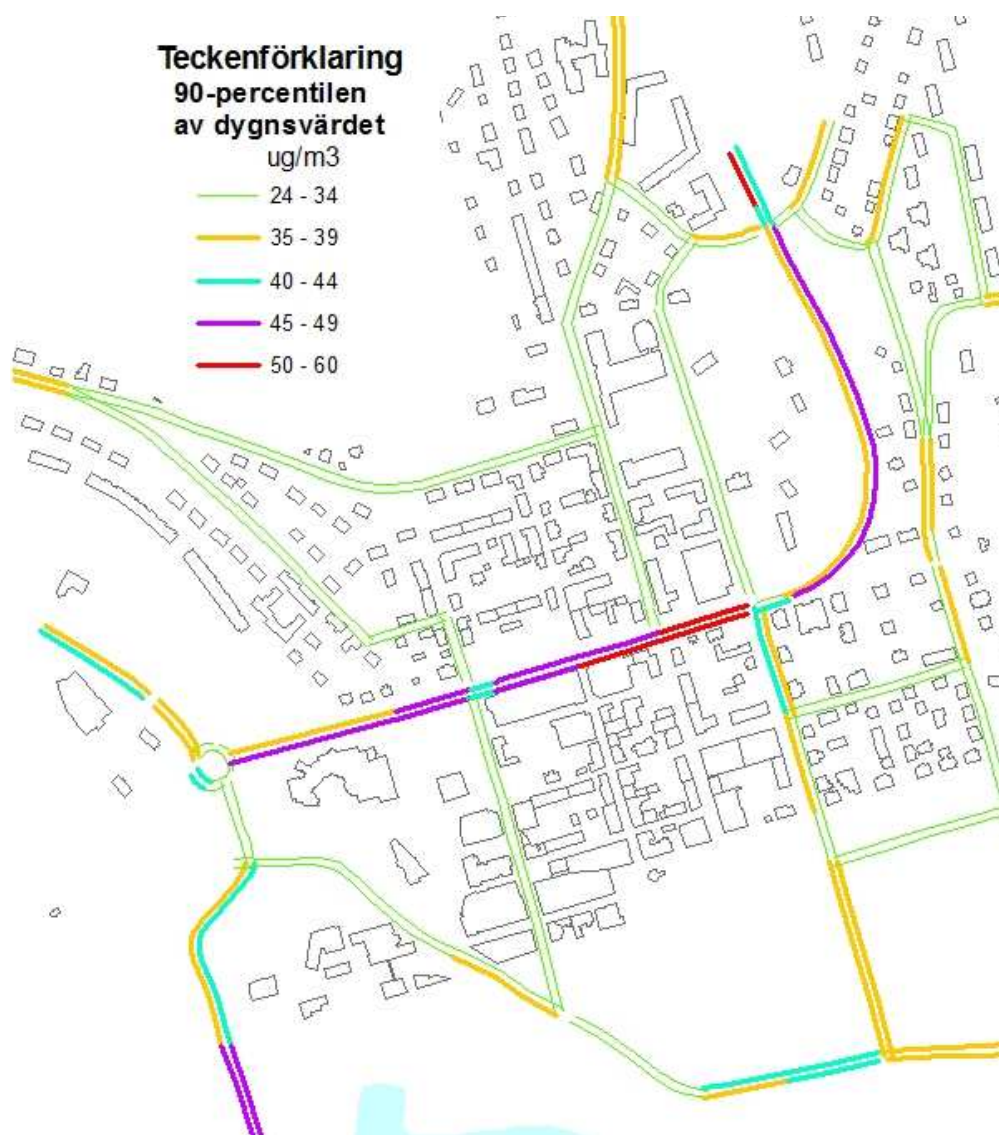 Teckenförklaring
90-percentilen
av dygnsvärdet
ug/m3
24 - 34
35 - 39
40 - 44
45 - 49
50 - 60